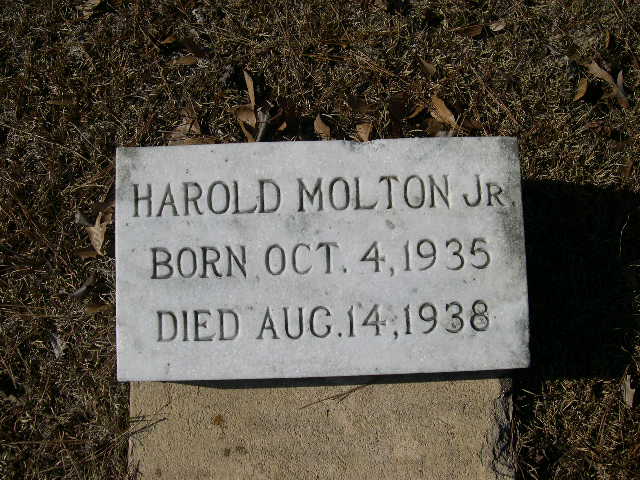 HAROLD MOLTON JR.
BORN OCT. 4, 1935
DIED AUG. 14, 1938